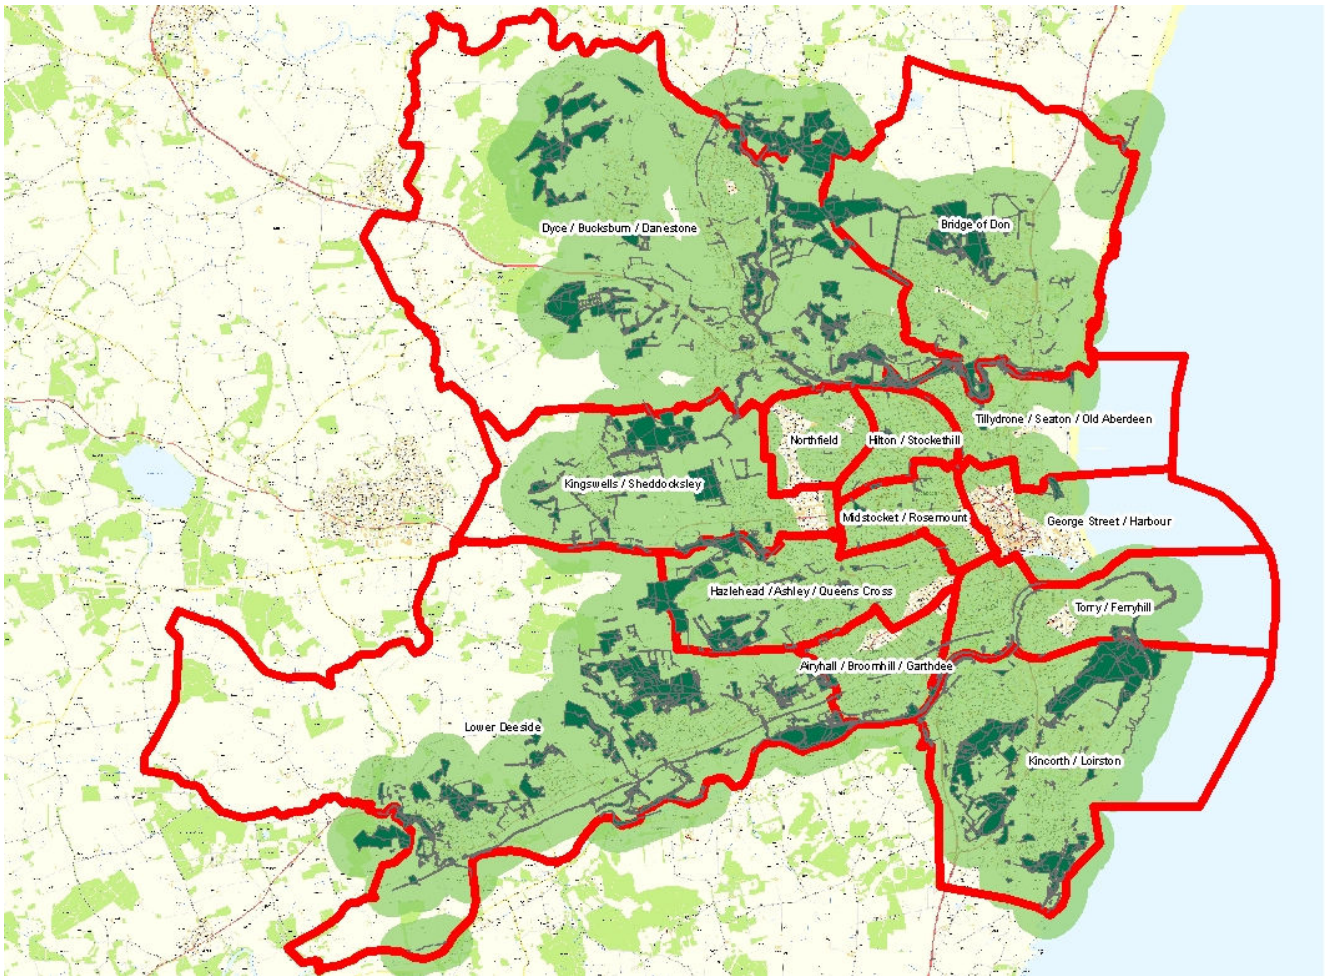 Dyce / Bucksburn / Danestone
Bridge of Don
Tillydrone / Seaton / Old Aberdeen
Northfield
Hilton / Stockethill
Kingswells / Sheddocksley
Midstocket / Rosemount
George Street / Harbour
Hazlehead / Ashley / Queens Cross
Torry / Ferryhill
Airyhall / Broomhill / Garthdee
Lower Deeside
Kincorth / Loirston